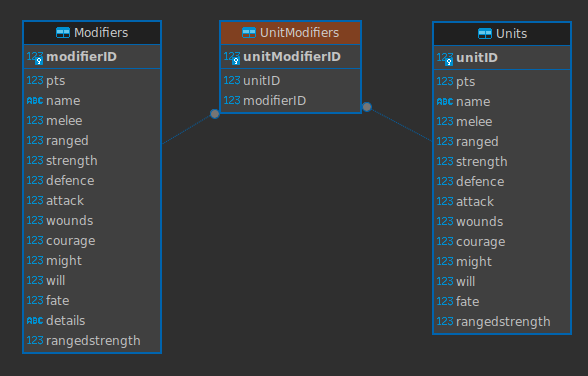 Modifiers
123 modifierID
123 pts
ABC name
123 melee
123 ranged
123 strength
123 defence
123 attack
123 wounds
123 courage
123 might
123 will
123 fate
ABC details
123 rangedstrength
UnitModifiers
123 unitModifierID
123 unitID
123 modifierID
Units
123 unitID
123 pts
ABC name
123 melee
123 ranged
123 strength
123 defence
123 attack
123 wounds
123 courage
123 might
123 will
123 fate
123 rangedstrength